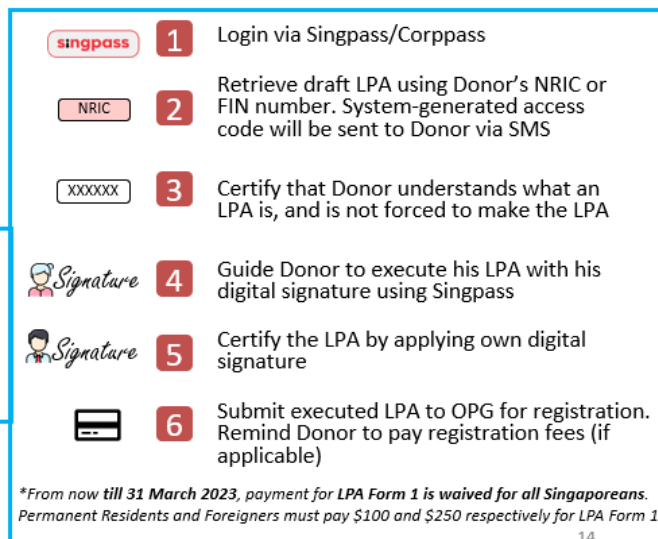 singpass 1 Login via Singpass/Corppass
Retrieve draft LPA using Donor's NRIC or
NRIC 2 FIN number. System-generated access
code will be sent to Donor via SMS
XXXXXX 3 Certify that Donor understands what an
LPA is, and is not forced to make the LPA
Signature 4 Guide Donor to execute his LPA with his
digital signature using Singpass
Signature 5 Certify the LPA by applying own digital
signature
6 Submit executed LPA to OPG for registration.
Remind Donor to pay registration fees (if
applicable)
*From now till 31 March 2023, payment for LPA Form 1 is waived for all Singaporeans.
Permanent Residents and Foreigners must pay $100 and $250 respectively for LPA Form 1
14